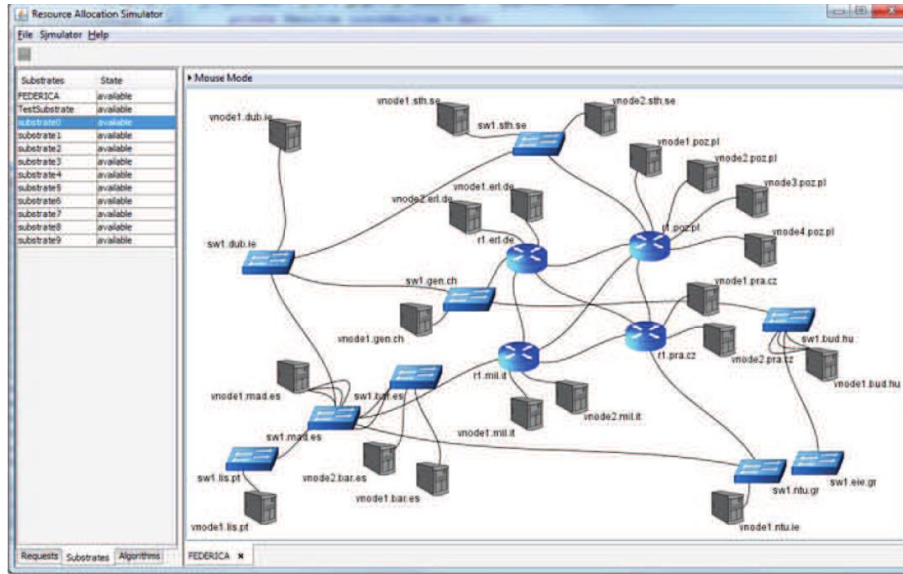 Resource Allocation Simulator
File Simulator Help
Substrates State
FEDERICA available
TestSubstrate available
substrate0 available
substrate1 available
substrate2 available
substrate3 available
substrate4 available
substrate5 available
substrate6 available
substrate7 available
substrate8 available
substrate9 available
Requests Substrates Algorithms
Mouse Mode
vnode1.sth.se
vnode2.sth.se
vnode1.dub.ie
sw1.sth.se
vnode1.poz.pl
vnode2.poz.pl
vnode1.erl.de
vnode3.poz.pl
vnode2.erl.de
r1.poz.pl
vnode4.poz.pl
r1.erl.de
sw1.dub.ie
sw1.gen.ch
vnode1.pra.cz
vnode1.gen.ch
sw1.bud.hu
r1.pra.cz
vnode2.pra.cz
r1.mil.it
vnode1.bud.hu
sw1.bar.es
vnode1.mad.es
vnode2.mil.it
vnode1.mil.it
sw1.mad.es
sw1.lis.pt
vnode2.bar.es
sw1.eie.gr
sw1.ntu.gr
vnode1.bar.es
vnode1.lis.pt
vnode1.ntu.ie
FEDERICA